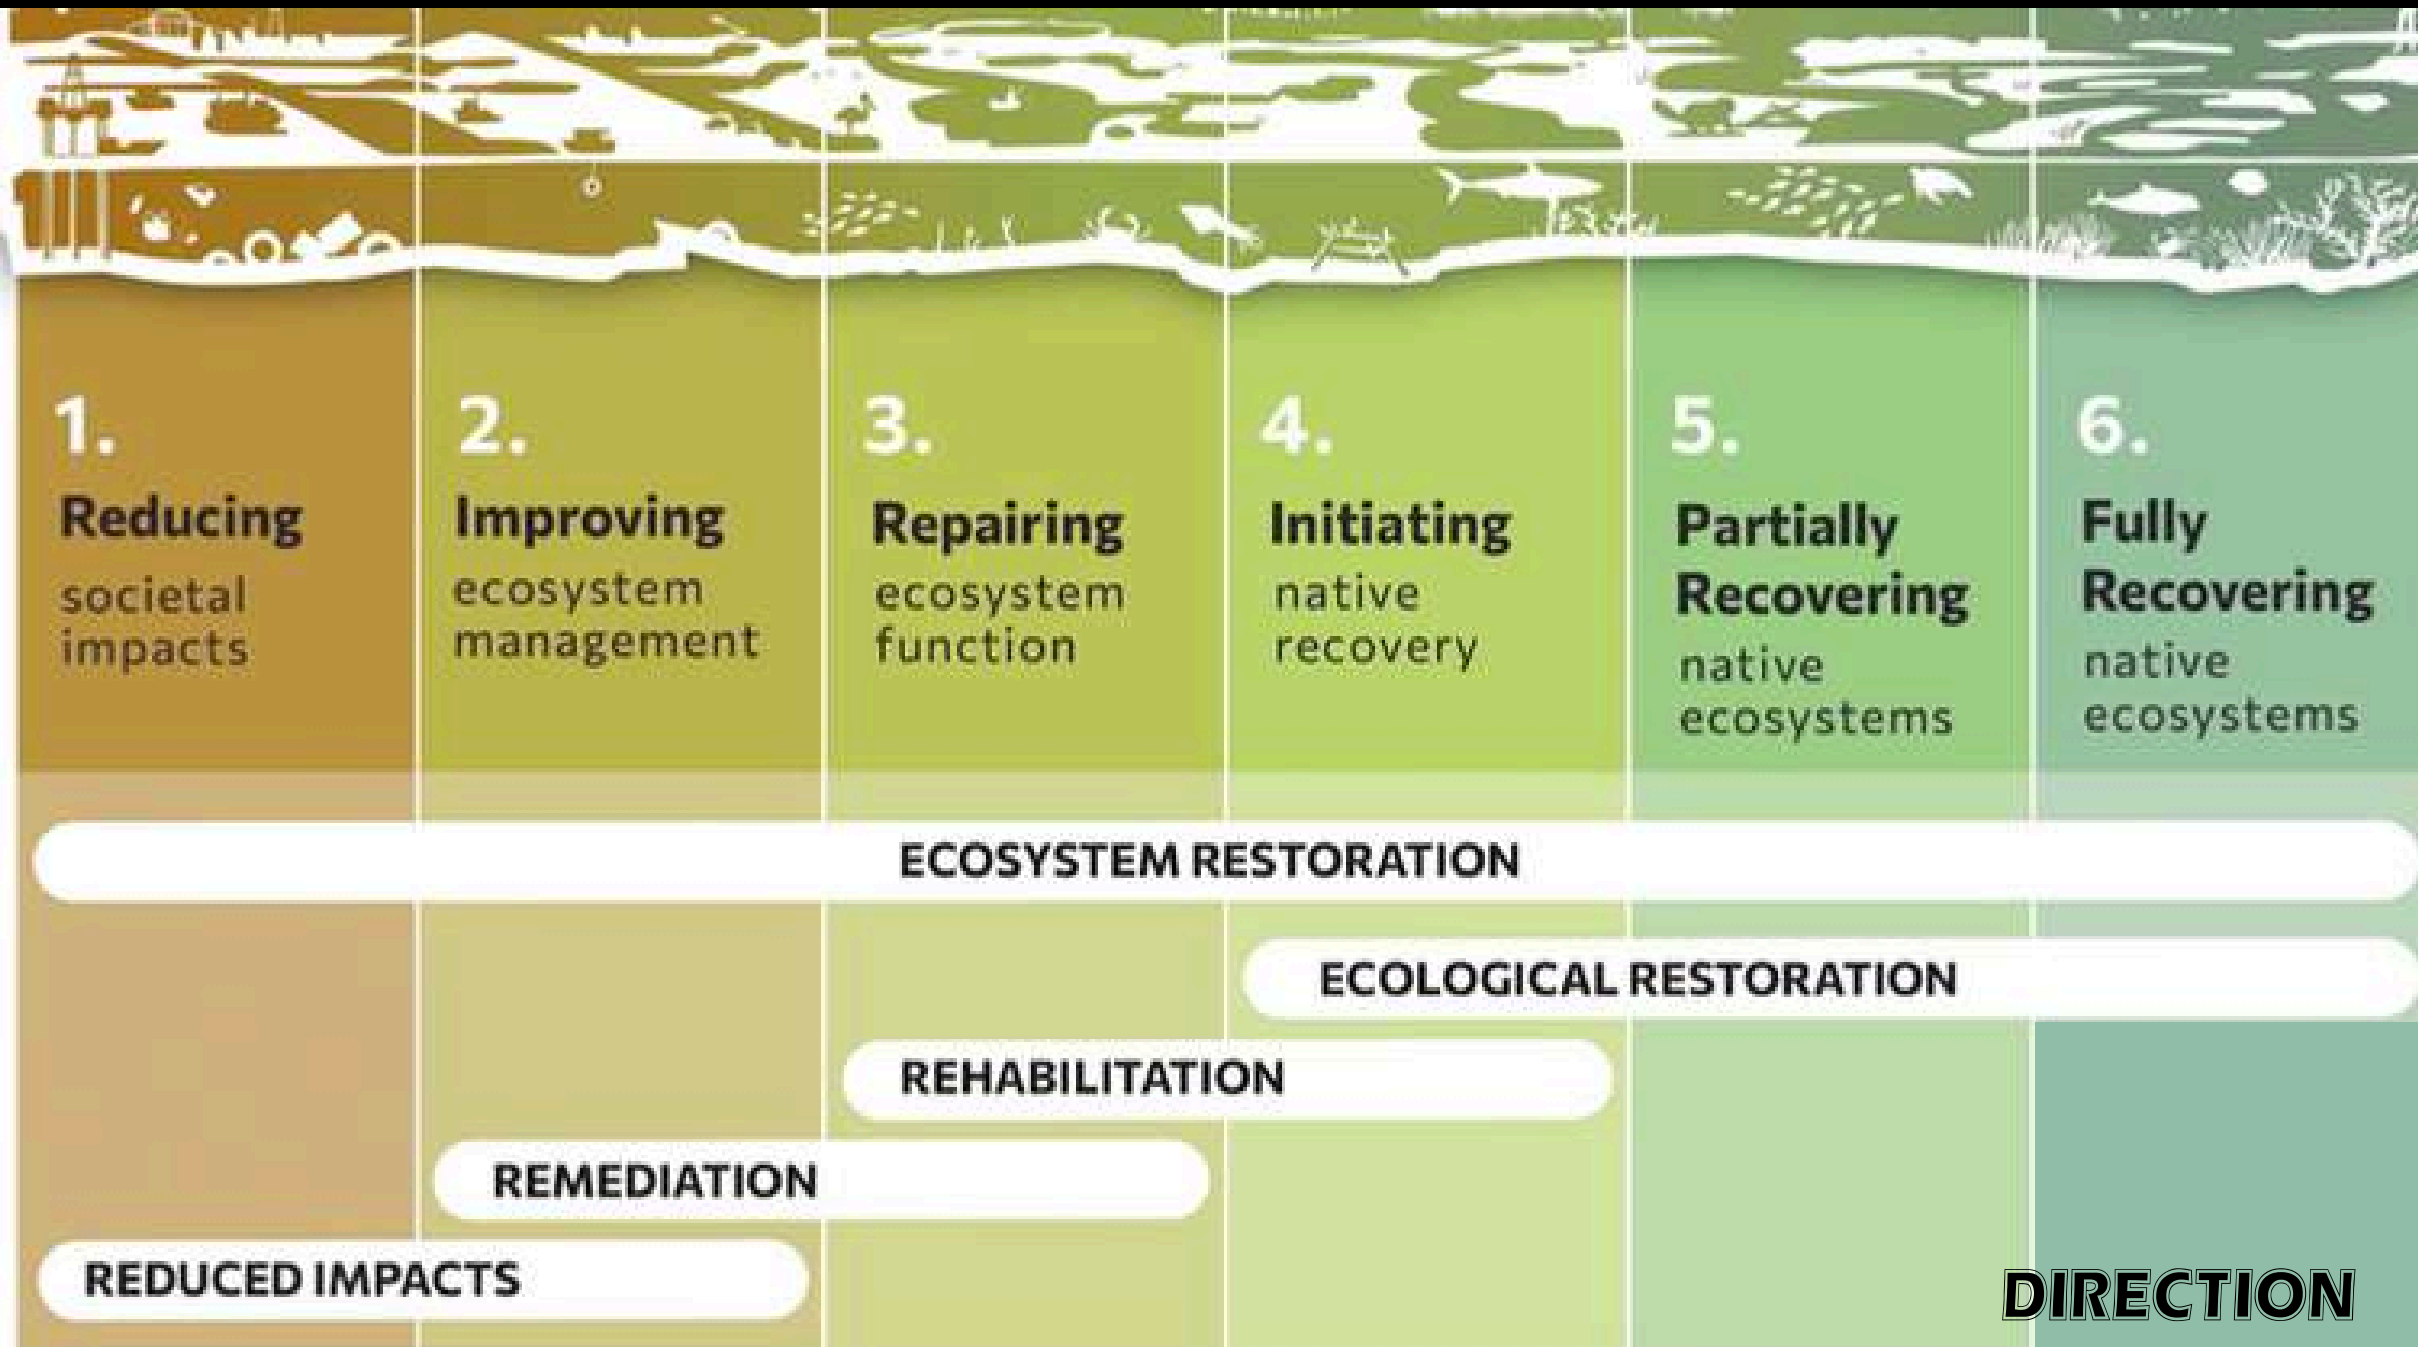 1.
Reducing
societal
impacts
2.
Improving
ecosystem
management
3.
Repairing
ecosystem
function
4.
Initiating
native
recovery
5.
Partially
Recovering
native
ecosystems
6.
Fully
Recovering
native
ecosystems
ECOSYSTEM RESTORATION
ECOLOGICAL RESTORATION
REHABILITATION
REMEDIATION
REDUCED IMPACTS
DIRECTION